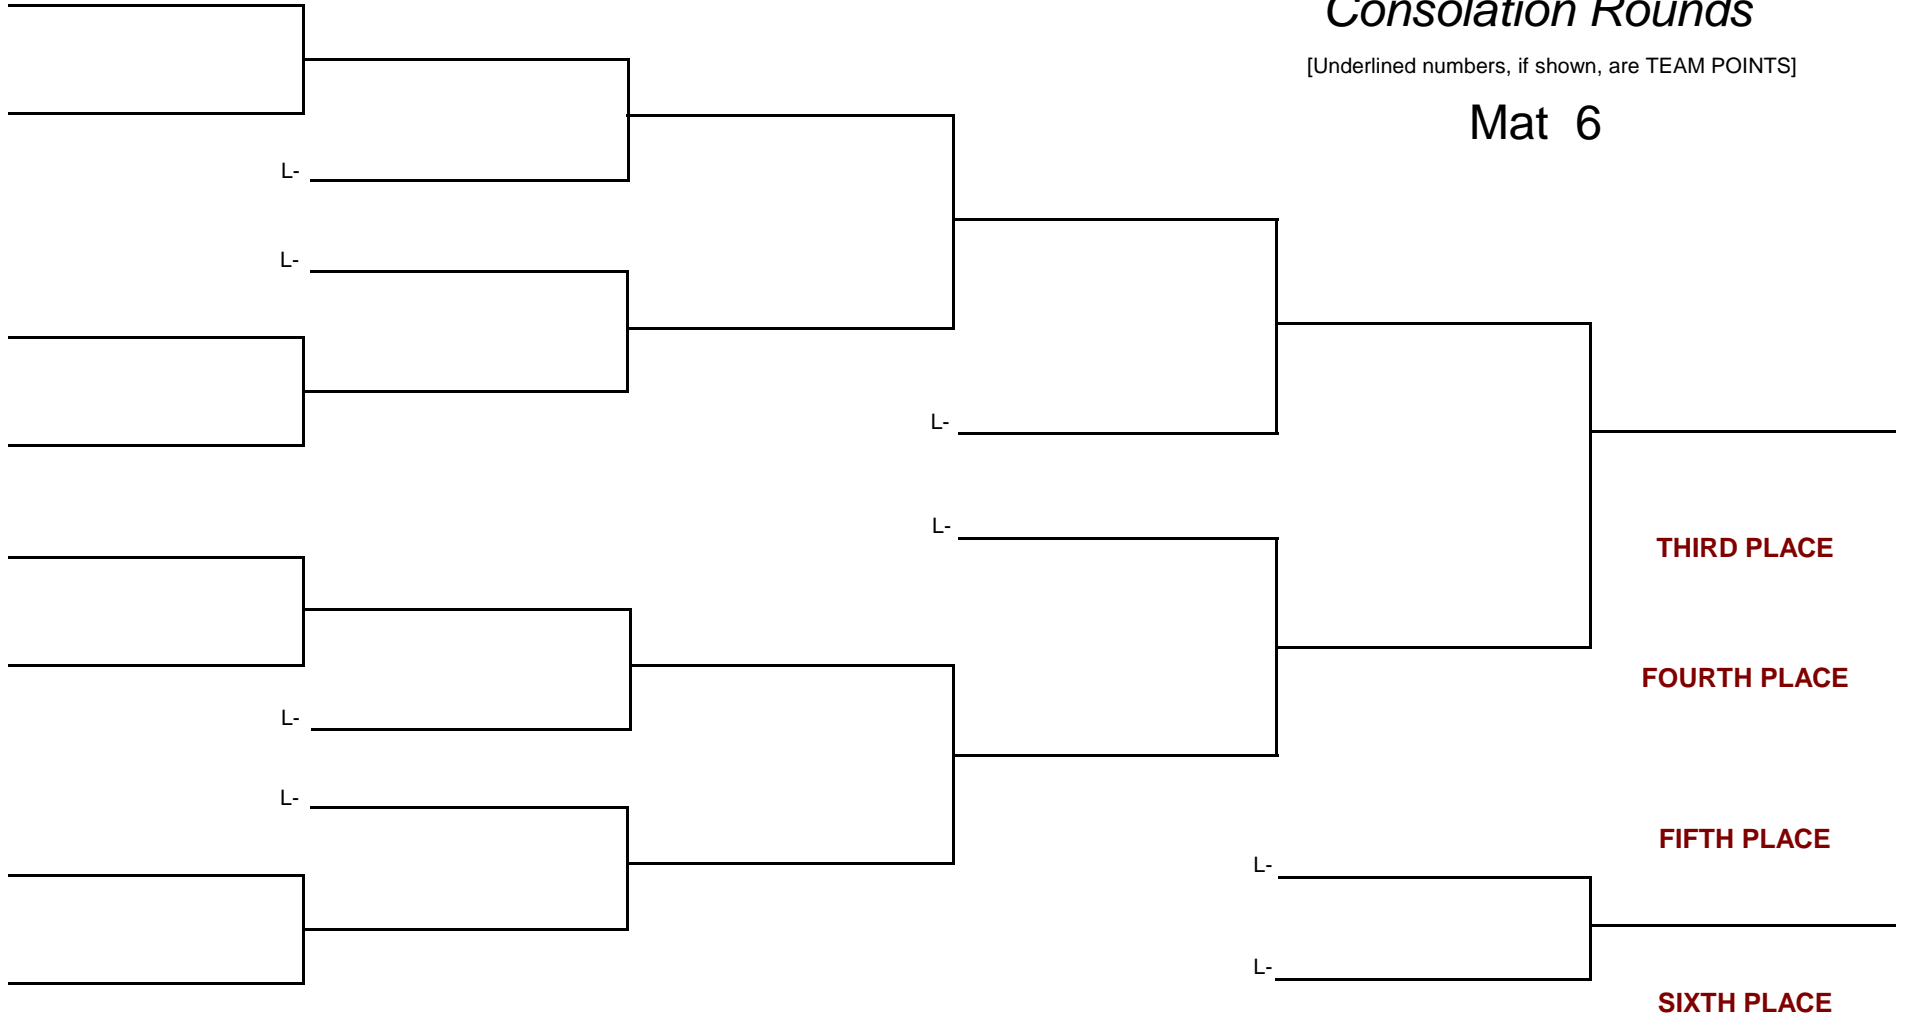 Consolation Rounds
[Underlined numbers, if shown, are TEAM POINTS]
Mat 6
L-
L-
L-
L-
THIRD PLACE
FOURTH PLACE
L-
L-
FIFTH PLACE
L-
L-
SIXTH PLACE